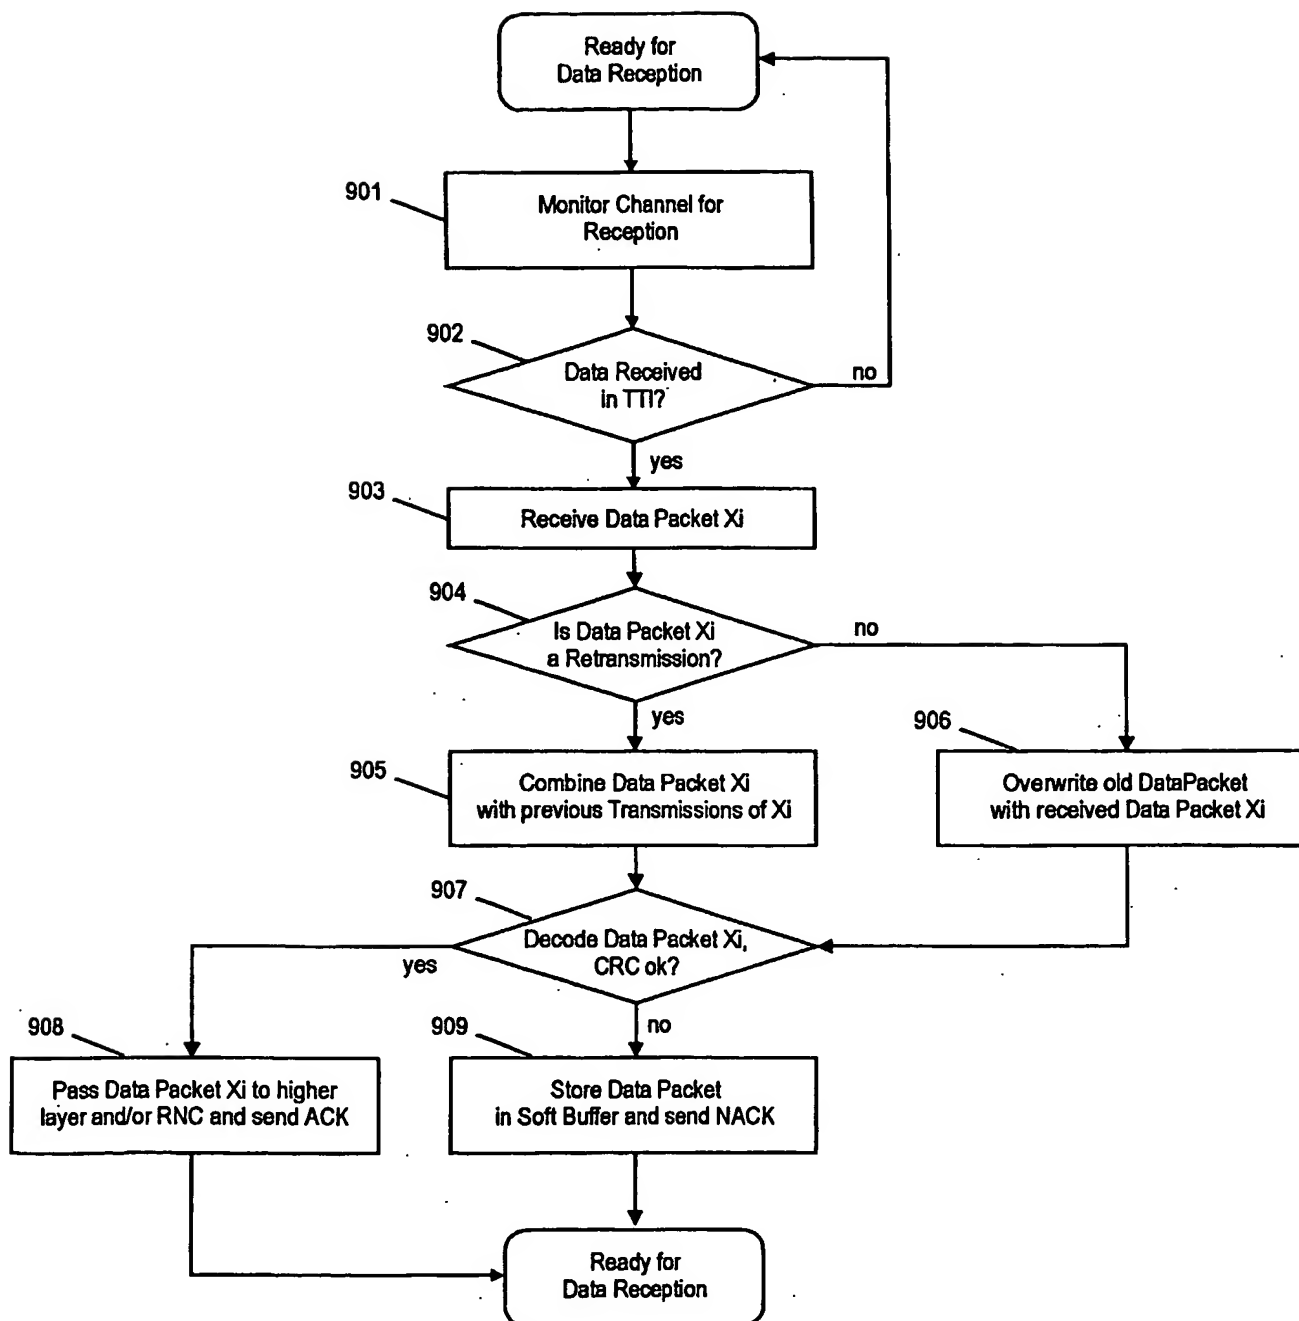 Ready for
Data Reception
901
Monitor Channel for
Reception
902
Data Received
in TTI?
no
yes
903
Receive Data Packet Xi
904
Is Data Packet Xi
a Retransmission?
no
yes
906
905
Combine Data Packet Xi
with previous Transmissions of Xi
Overwrite old DataPacket
with received Data Packet Xi
907
Decode Data Packet Xi,
CRC ok?
yes
no
908
909
Pass Data Packet Xi to higher
layer and/or RNC and send ACK
Store Data Packet
in Soft Buffer and send NACK
Ready for
Data Reception